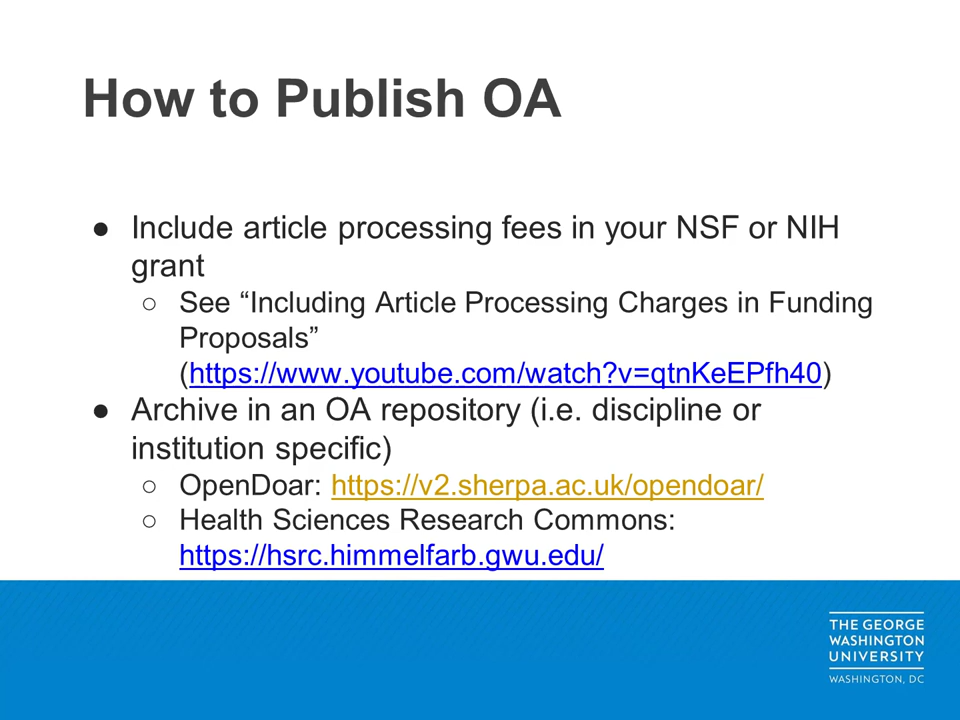 How to Publish OA
● Include article processing fees in your NSF or NIH
grant
○ See “Including Article Processing Charges in Funding
Proposals”
(https://www.youtube.com/watch?v=qtnKeEPfh40)
● Archive in an OA repository (i.e. discipline or
institution specific)
○ OpenDoar: https://v2.sherpa.ac.uk/opendoar/
○ Health Sciences Research Commons:
https://hsrc.himmelfarb.gwu.edu/
THE GEORGE
WASHINGTON
UNIVERSITY
WASHINGTON, DC